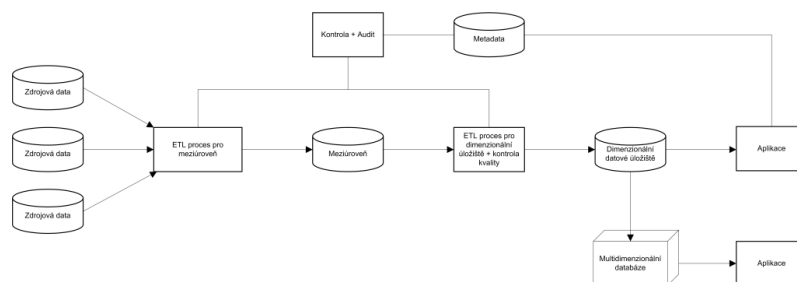 Kontrola + Audit
Metadata
Zdrojová data
ETL proces pro
meziúroveň
Meziúroveň
ETL proces pro
dimenzionální
úložiště + kontrola
kvality
Dimenzionální
datové úložiště
Aplikace
Zdrojová data
Zdrojová data
Multidimenzionální
databáze
Aplikace